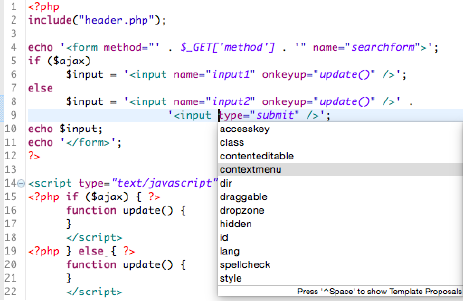 1 <?php
2 include("header.php");
3
4 echo '<form method="' . $_GET['method'] . '" name="searchform">';
5 if ($ajax)
6 $input = '<input name="input1" onkeyup="update()" />';
7 else
8 $input = '<input name="input2" onkeyup="update()" />' .
9 '<input type="submit" />';
10 echo $input;
11 echo '</form>';
12 ?>
13
14 <script type="text/javascript"
15 <?php if ($ajax) { ?>
16 function update() {
17 }
18 </script>
19 <?php } else { ?>
20 function update() {
21 }
22 </script>
accesskey
class
contenteditable
contextmenu
dir
draggable
dropzone
hidden
id
lang
spellcheck
style
Press '^Space' to show Template Proposals